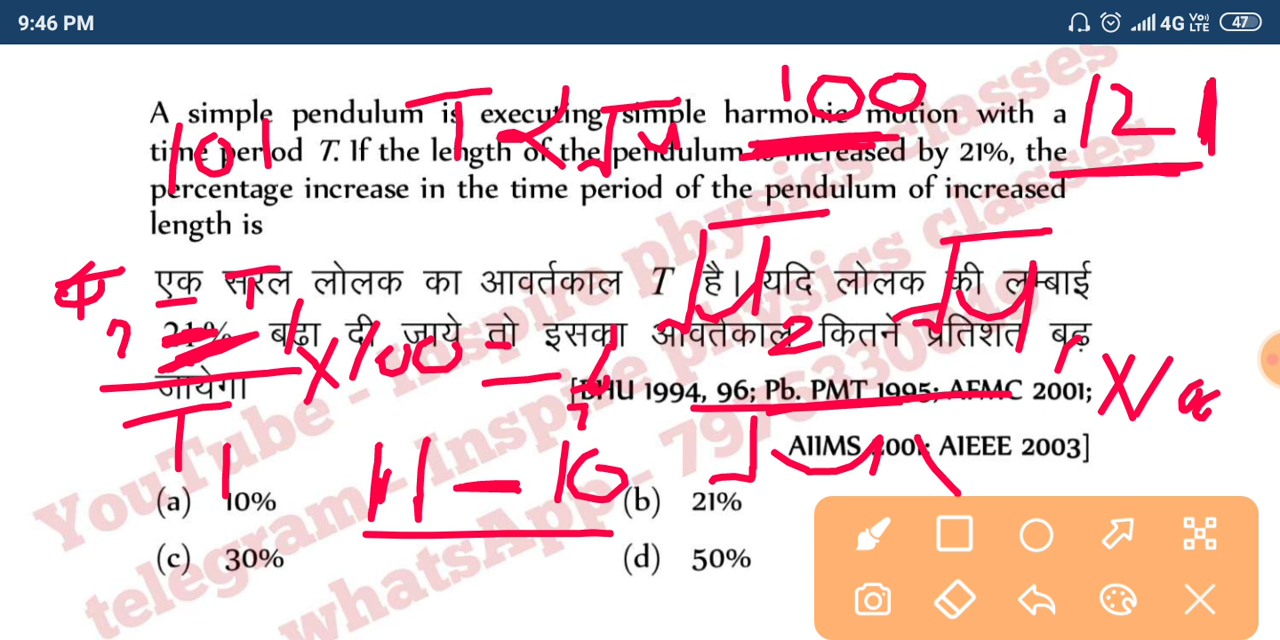 9:46 PM 4G Vo) LTE 47
A simple pendulum is executing simple harmonic motion with a
time period T. If the length of the pendulum is increased by 21%, the
percentage increase in the time period of the pendulum of increased
length is
एक सरल लोलक का आवर्तकाल T है। यदि लोलक की लम्बाई
21% बढ़ा दी जाये तो इसका आवर्तकाल कितने प्रतिशत बढ़
जायेगा
[BHU 1994, 96; Pb. PMT 1995; AFMC 2001;
AIIMS AIEEE 2003]
(a) 10% (b) 21%
(c) 30% (d) 50%
100
121
101
T
11 - 10
YouTube - Inspire physics classes
telegram - Inspire physics classes
whatsApp -